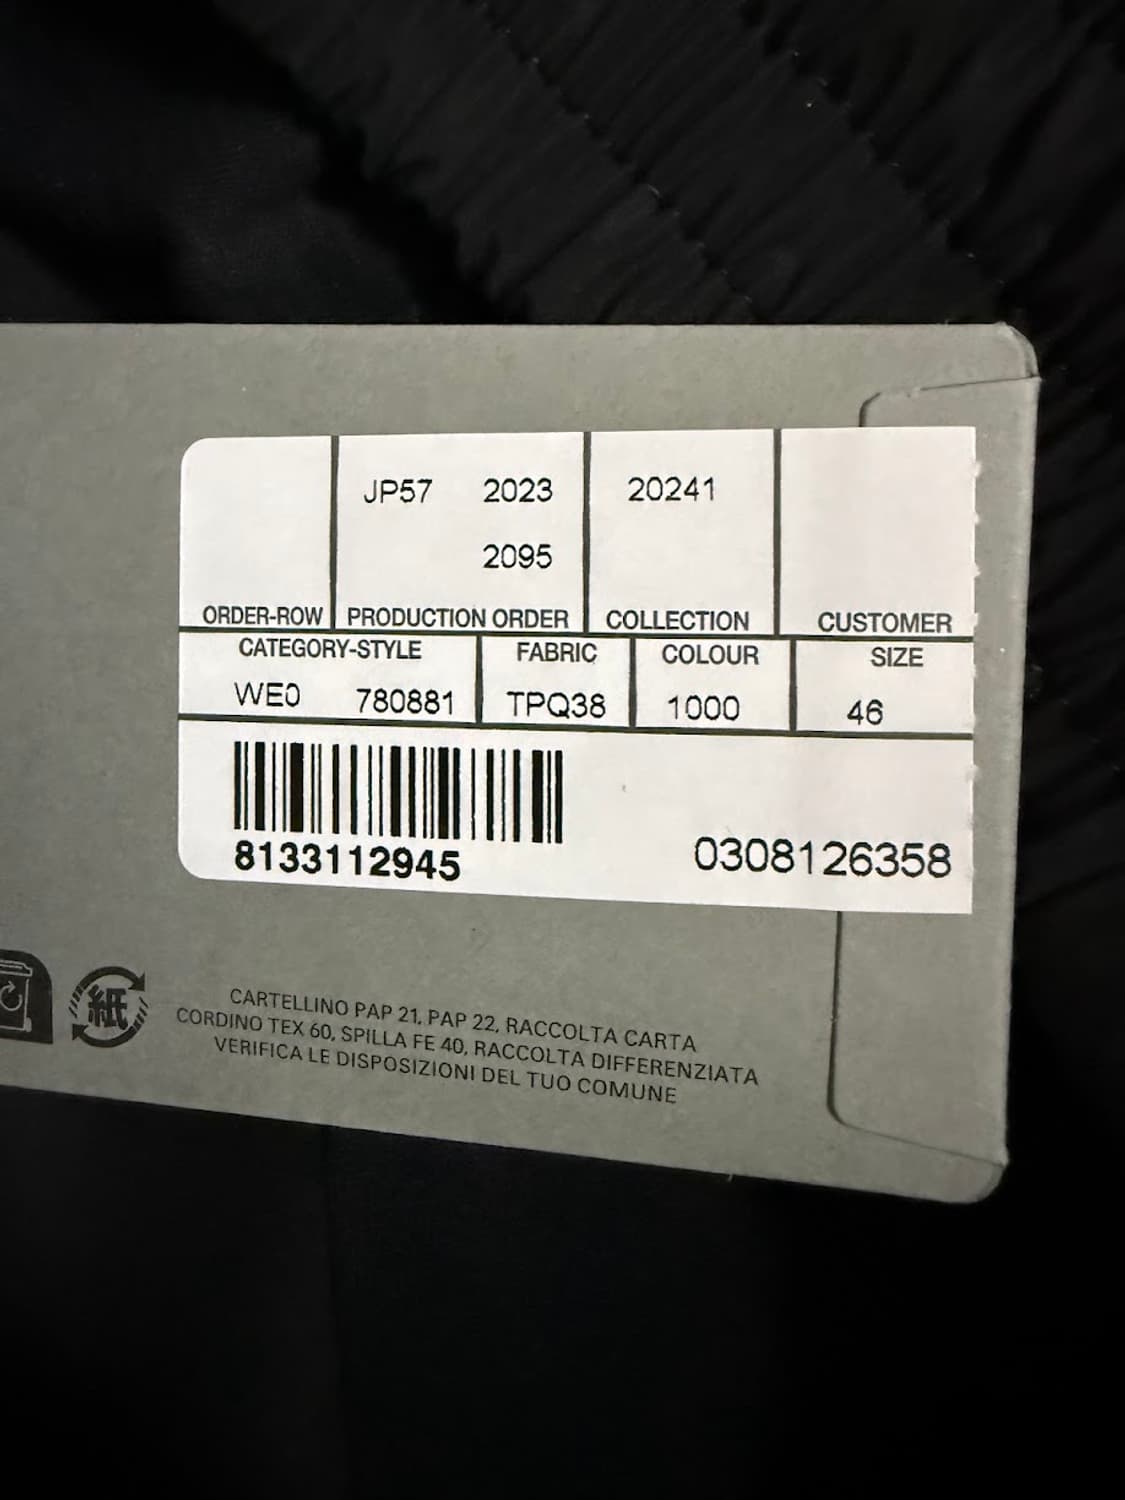 JP57 2023 20241
2095
ORDER-ROW PRODUCTION ORDER COLLECTION CUSTOMER
CATEGORY-STYLE FABRIC COLOUR SIZE
WE0 780881 TPQ38 1000 46
8133112945 0308126358
紙
CARTELLINO PAP 21, PAP 22, RACCOLTA CARTA
CORDINO TEX 60, SPILLA FE 40, RACCOLTA DIFFERENZIATA
VERIFICA LE DISPOSIZIONI DEL TUO COMUNE